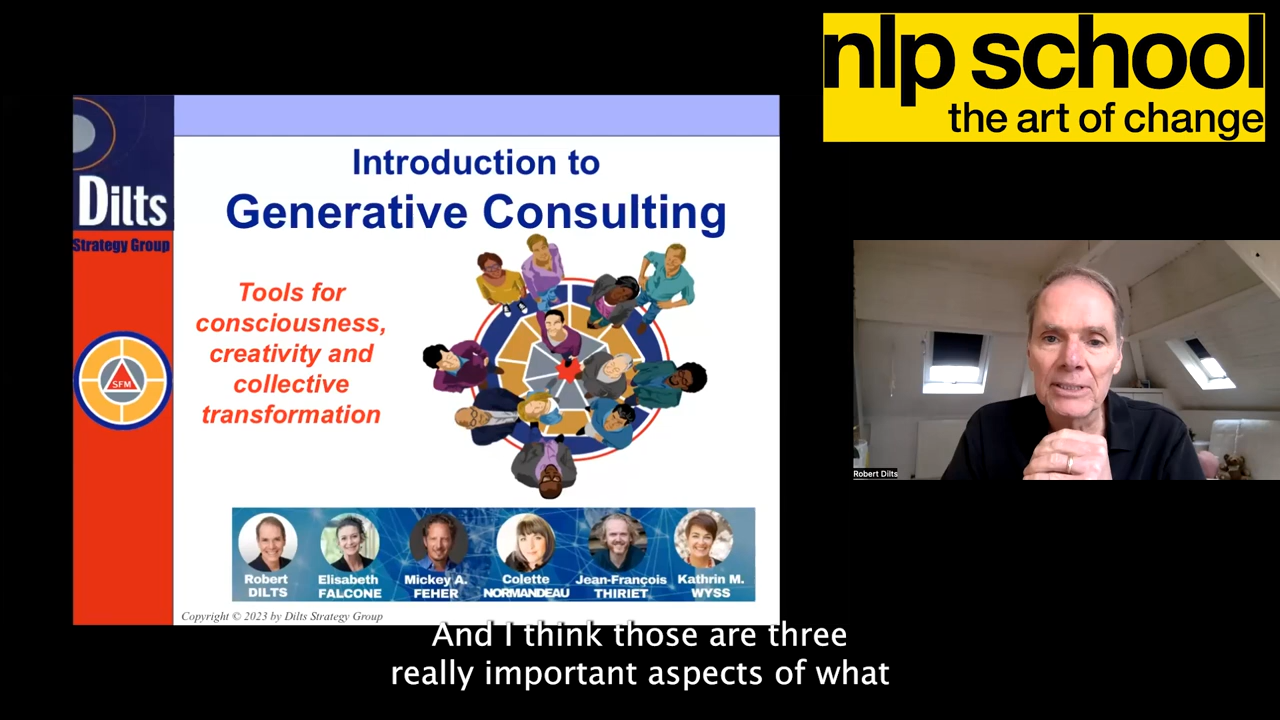 nlp school
the art of change
Dilts
Strategy Group
SFM
Introduction to
Generative Consulting
Tools for
consciousness,
creativity and
collective
transformation
Robert
DILTS
Elisabeth
FALCONE
Mickey A.
FEHER
Colette
NORMANDEAU
Jean-François
THIRIET
Kathrin M.
WYSS
Copyright © 2023 by Dilts Strategy Group
Robert Dilts
And I think those are three
really important aspects of what